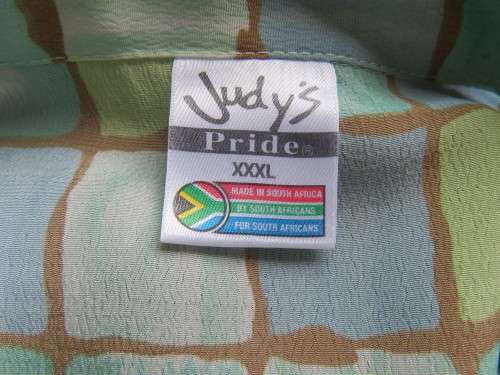 Judy's
Pride®
XXXL
MADE IN SOUTH AFRICA
BY SOUTH AFRICANS
FOR SOUTH AFRICANS